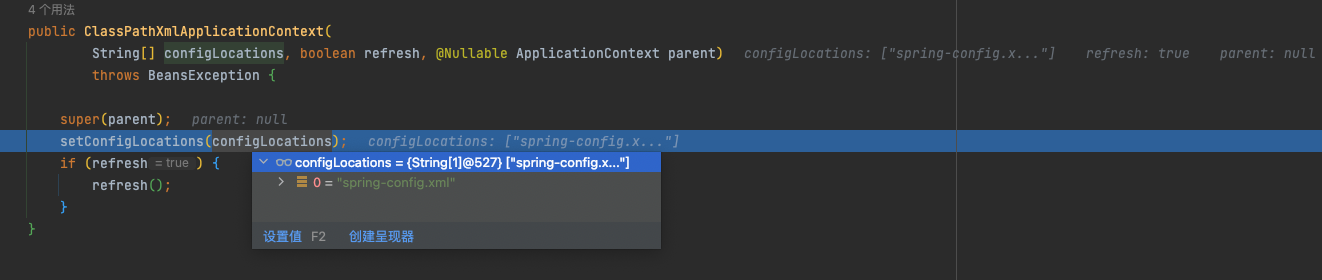 4 个用法
public ClassPathXmlApplicationContext(
String[] configLocations, boolean refresh, @Nullable ApplicationContext parent) configLocations: ["spring-config.x..."] refresh: true parent: null
throws BeansException {
super(parent); parent: null
setConfigLocations(configLocations); configLocations: ["spring-config.x..."]
if (refresh = true ) {
configLocations = {String[1]@527} ["spring-config.x..."]
refresh();
0 = "spring-config.xml"
}
}
设置值 F2 创建呈现器